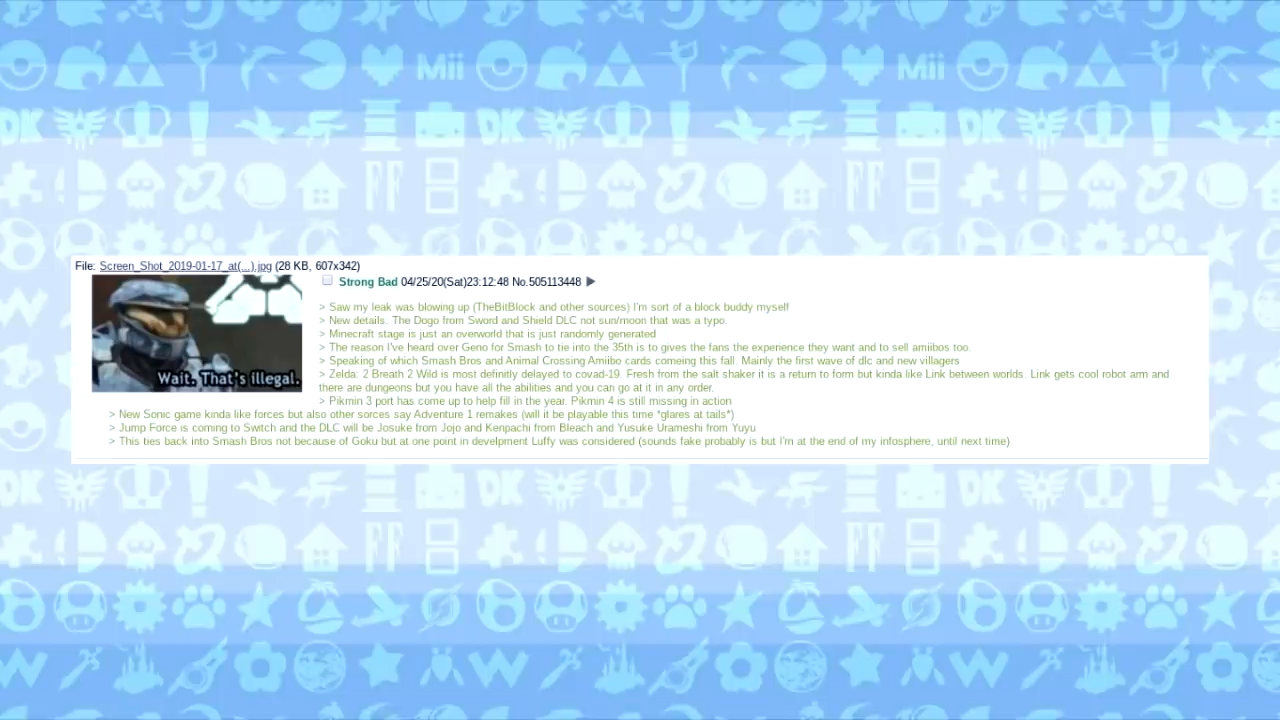 Mii Mii
DK DK DK
FF FF
File: Screen_Shot_2019-01-17_at(...).jpg (28 KB, 607x342)
Strong Bad 04/25/20(Sat)23:12:48 No.505113448 ▶
> Saw my leak was blowing up (TheBitBlock and other sources) I'm sort of a block buddy myself
> New details. The Dogo from Sword and Shield DLC not sun/moon that was a typo.
> Minecraft stage is just an overworld that is just randomly generated
> The reason I've heard over Geno for Smash to tie into the 35th is to gives the fans the experience they want and to sell amiibos too.
> Speaking of which Smash Bros and Animal Crossing Amiibo cards comeing this fall. Mainly the first wave of dlc and new villagers
> Zelda: 2 Breath 2 Wild is most definitly delayed to covad-19. Fresh from the salt shaker it is a return to form but kinda like Link between worlds. Link gets cool robot arm and
there are dungeons but you have all the abilities and you can go at it in any order.
Wait. That's illegal.
> Pikmin 3 port has come up to help fill in the year. Pikmin 4 is still missing in action
> New Sonic game kinda like forces but also other sorces say Adventure 1 remakes (will it be playable this time *glares at tails*)
> Jump Force is coming to Switch and the DLC will be Josuke from Jojo and Kenpachi from Bleach and Yusuke Urameshi from Yuyu
> This ties back into Smash Bros not because of Goku but at one point in develpment Luffy was considered (sounds fake probably is but I'm at the end of my infosphere, until next time)
DK DK DK
FF FF
W W W